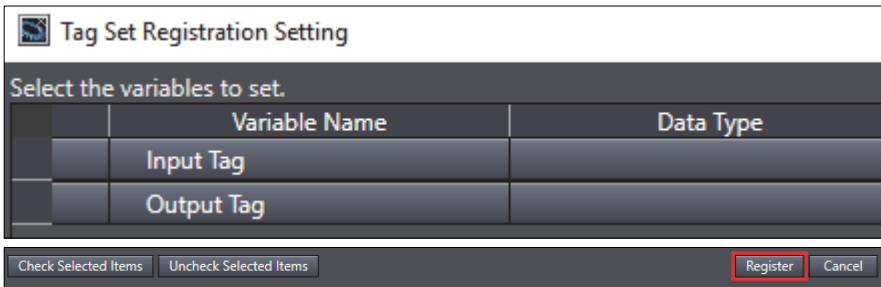 Tag Set Registration Setting
Select the variables to set.
Variable Name Data Type
Input Tag
Output Tag
Check Selected Items Uncheck Selected Items Register Cancel